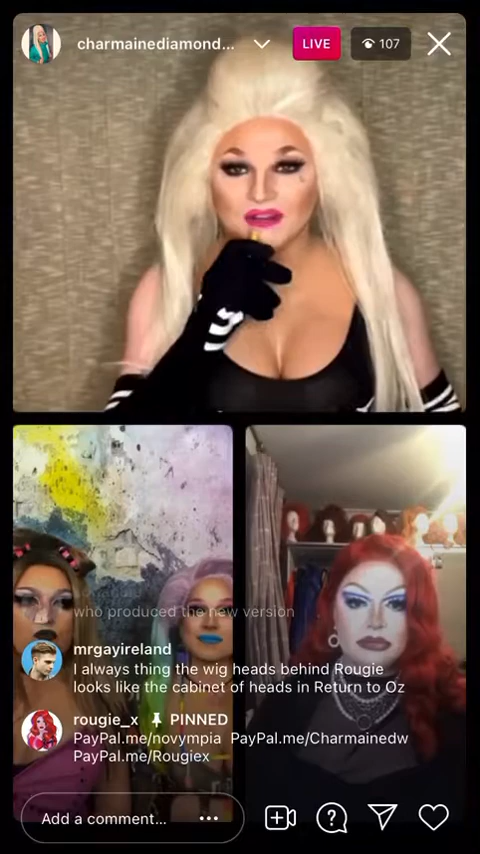 charmainediamond...
LIVE
107
who produced the new version
mrgayireland
I always thing the wig heads behind Rougie
looks like the cabinet of heads in Return to Oz
rougie_x PINNED
PayPal.me/novympia PayPal.me/Charmainedw
PayPal.me/Rougiex
Add a comment...